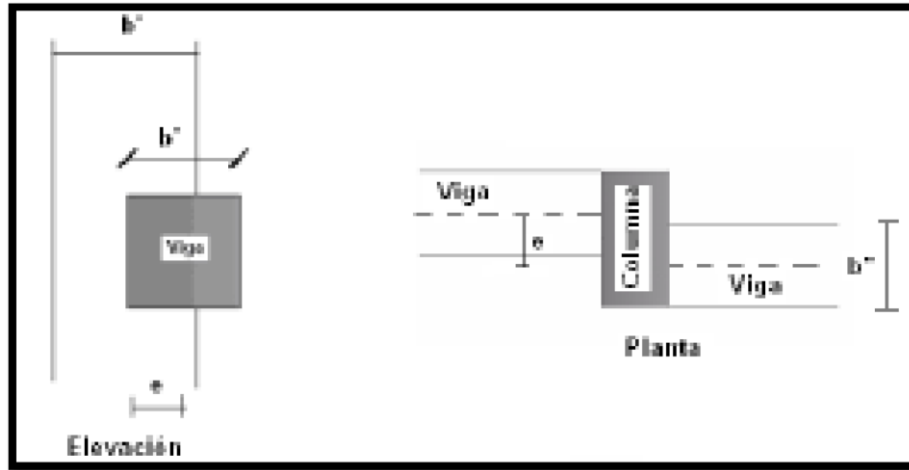 b'
b'
Viga
e
Elevación
Viga
e
Columna
Viga
b"
Planta